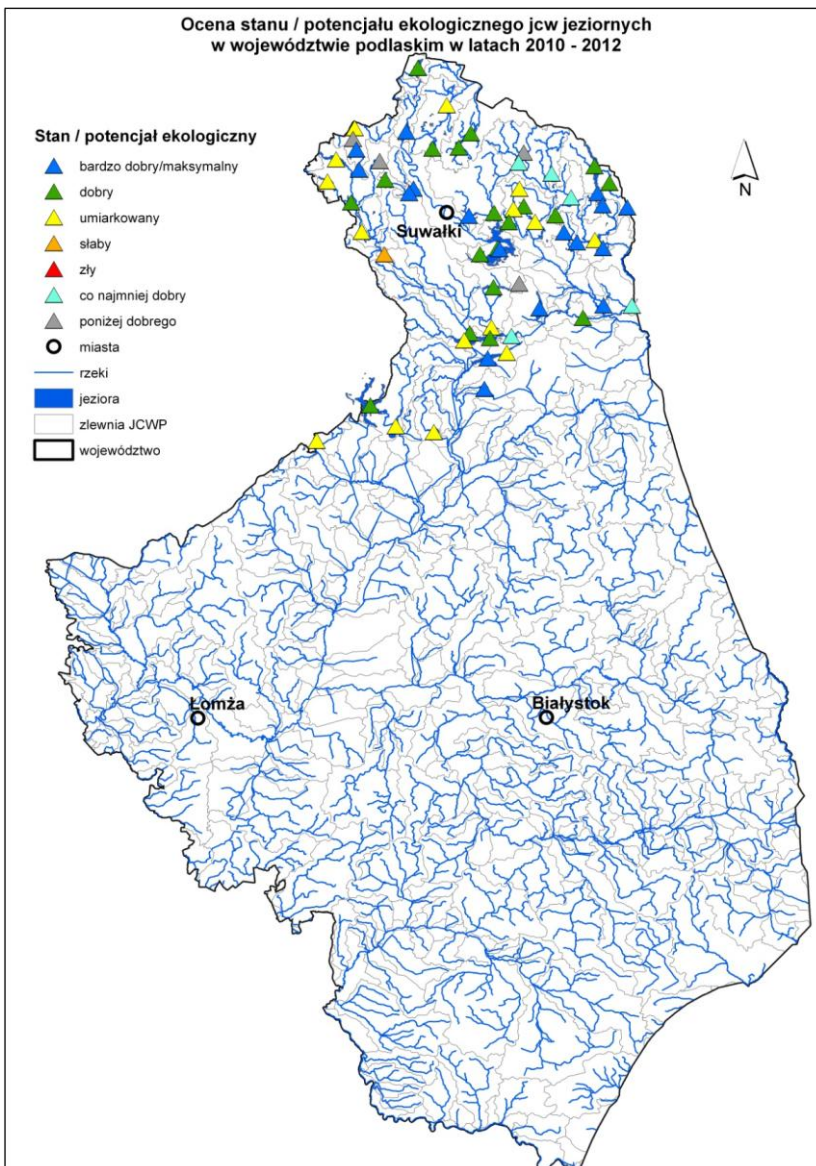 Ocena stanu / potencjału ekologicznego jcw jeziornych
w województwie podlaskim w latach 2010 - 2012
Stan / potencjał ekologiczny
bardzo dobry/maksymalny
dobry
umiarkowany
słaby
zły
co najmniej dobry
poniżej dobrego
miasta
rzeki
jeziora
zlewnia JCWP
województwo
N
Suwałki
Łomża
Białystok